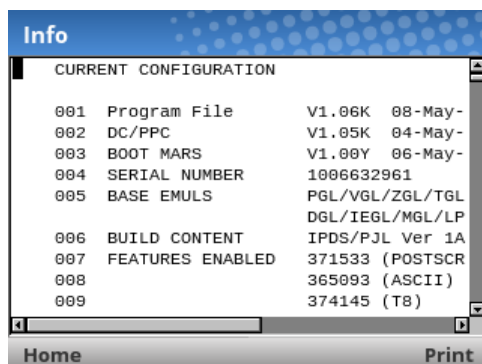 Info
CURRENT CONFIGURATION
001 Program File V1.06K 08-May-
002 DC/PPC V1.05K 04-May-
003 BOOT MARS V1.00Y 06-May-
004 SERIAL NUMBER 1006632961
005 BASE EMULS PGL/VGL/ZGL/TGL
DGL/IEGL/MGL/LP
006 BUILD CONTENT IPDS/PJL Ver 1A
007 FEATURES ENABLED 371533 (POSTSCR
008 365093 (ASCII)
009 374145 (T8)
Home Print